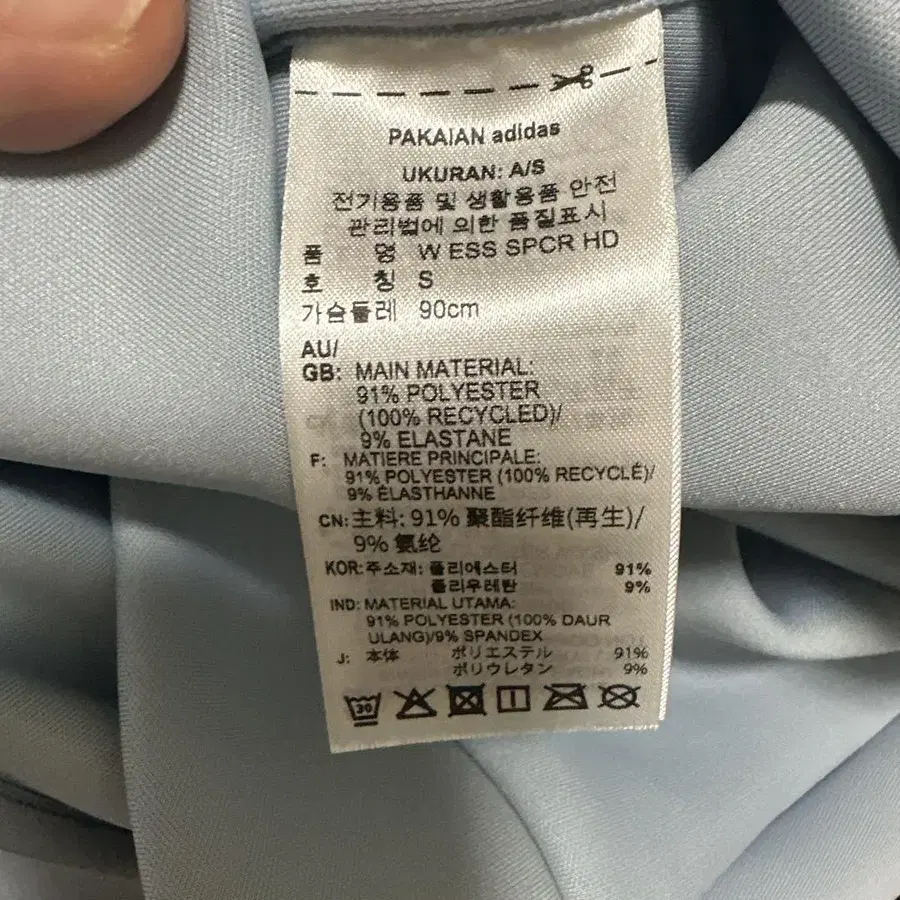 PAKAIAN adidas
UKURAN: A/S
전기용품 및 생활용품 안전
관리법에 의한 품질표시
품 명 W ESS SPCR HD
호 칭 S
가슴둘레 90cm
AU/
GB: MAIN MATERIAL:
91% POLYESTER
(100% RECYCLED)/
9% ELASTANE
F: MATIERE PRINCIPALE:
91% POLYESTER (100% RECYCLÉ)/
9% ÉLASTHANNE
CN: 主料: 91% 聚酯纤维(再生)/
9% 氨纶
KOR: 주소재: 폴리에스터 91%
폴리우레탄 9%
IND: MATERIAL UTAMA:
91% POLYESTER (100% DAUR
ULANG)/9% SPANDEX
J: 本体 ポリエステル 91%
ポリウレタン 9%
30